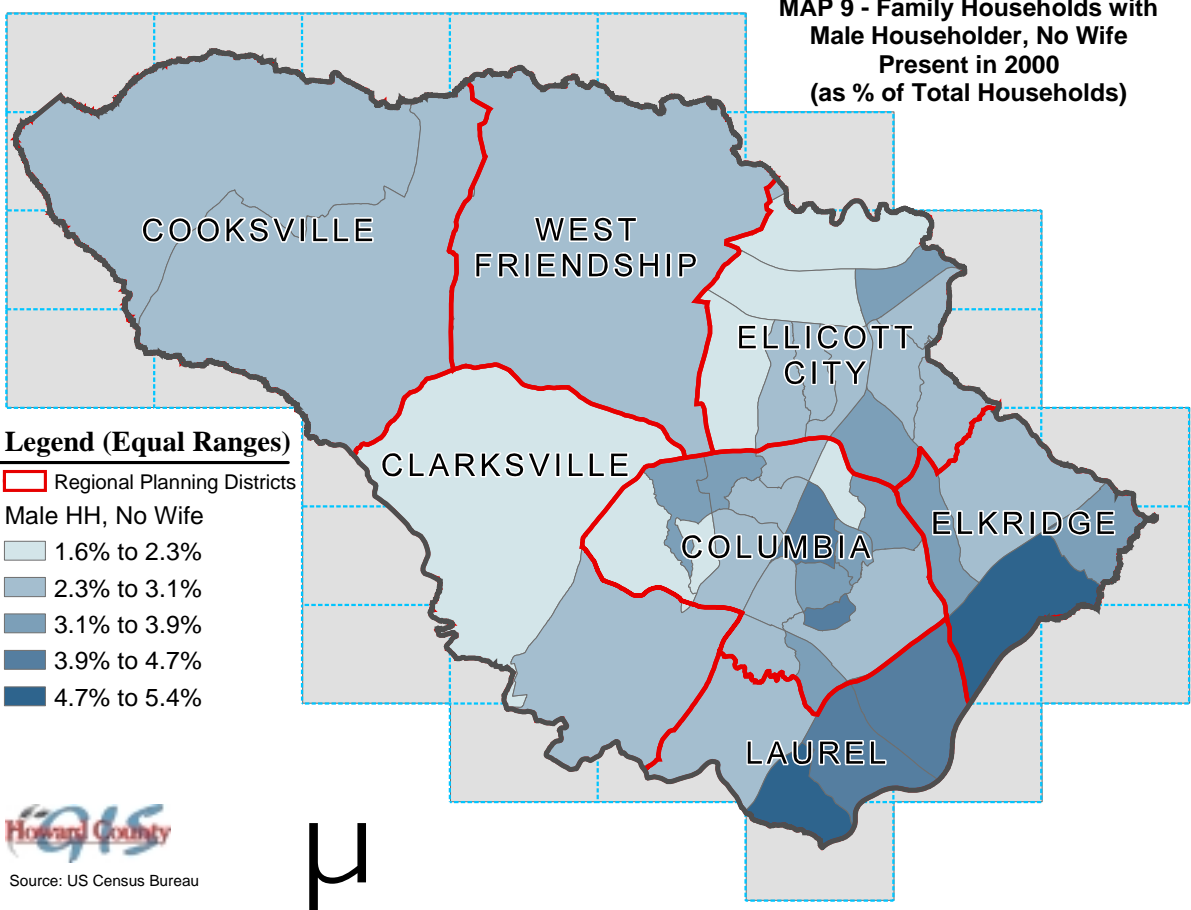 MAP 9 - Family Households with
Male Householder, No Wife
Present in 2000
(as % of Total Households)
COOKSVILLE
WEST
FRIENDSHIP
ELLICOTT
CITY
CLARKSVILLE
COLUMBIA
ELKRIDGE
LAUREL
Legend (Equal Ranges)
Regional Planning Districts
Male HH, No Wife
1.6% to 2.3%
2.3% to 3.1%
3.1% to 3.9%
3.9% to 4.7%
4.7% to 5.4%
Howard County
GIS
Source: US Census Bureau
µ